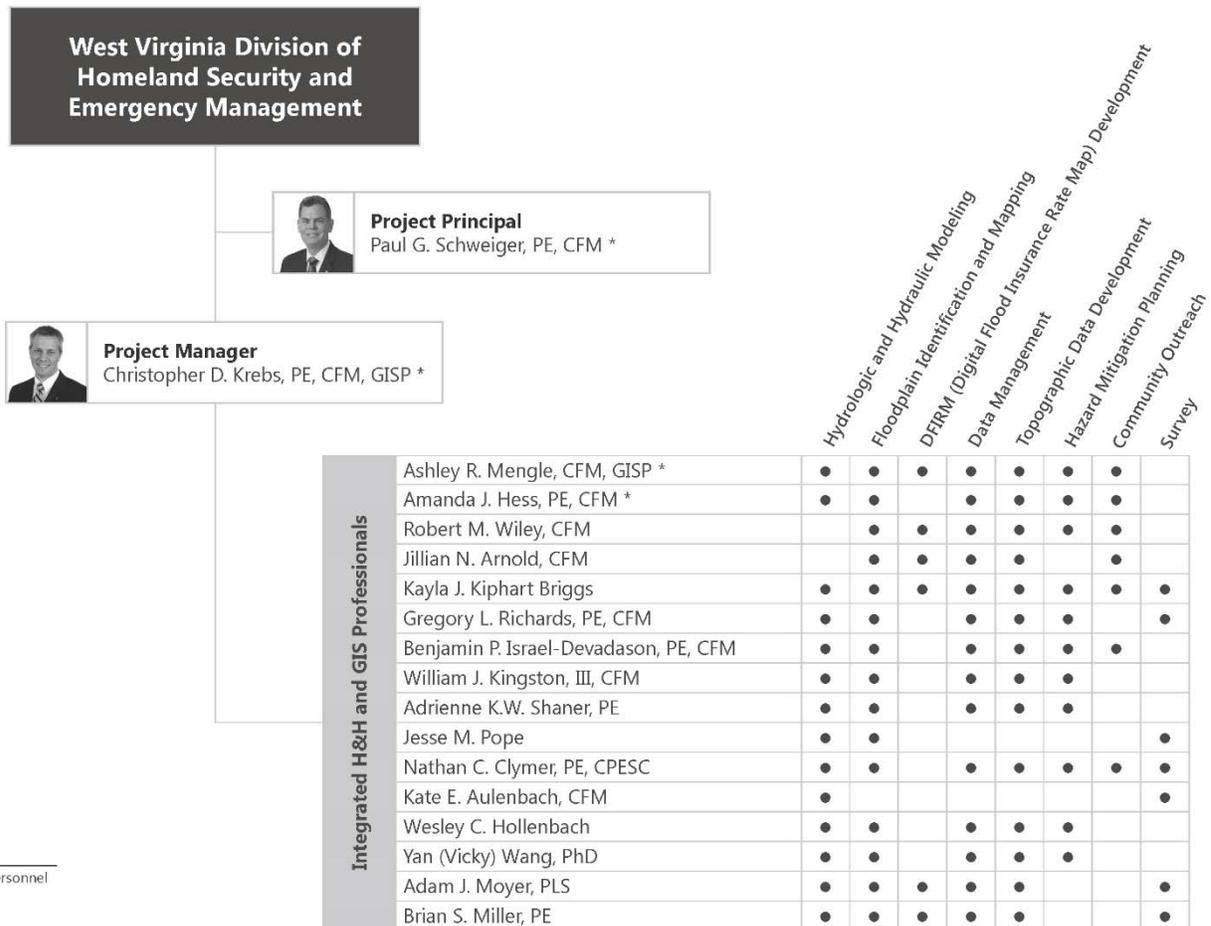 West Virginia Division of
Homeland Security and
Emergency Management
Project Principal
Paul G. Schweiger, PE, CFM *
Project Manager
Christopher D. Krebs, PE, CFM, GISP *
Hydrologic and Hydraulic Modeling
Floodplain Identification and Mapping
DFIRM (Digital Flood Insurance Rate Map) Development
Data Management
Topographic Data Development
Hazard Mitigation Planning
Community Outreach
Survey
Integrated H&H and GIS Professionals
Ashley R. Mengle, CFM, GISP *
Amanda J. Hess, PE, CFM *
Robert M. Wiley, CFM
Jillian N. Arnold, CFM
Kayla J. Kiphart Briggs
Gregory L. Richards, PE, CFM
Benjamin P. Israel-Devadason, PE, CFM
William J. Kingston, III, CFM
Adrienne K.W. Shaner, PE
Jesse M. Pope
Nathan C. Clymer, PE, CPESC
Kate E. Aulenbach, CFM
Wesley C. Hollenbach
Yan (Vicky) Wang, PhD
Adam J. Moyer, PLS
Brian S. Miller, PE